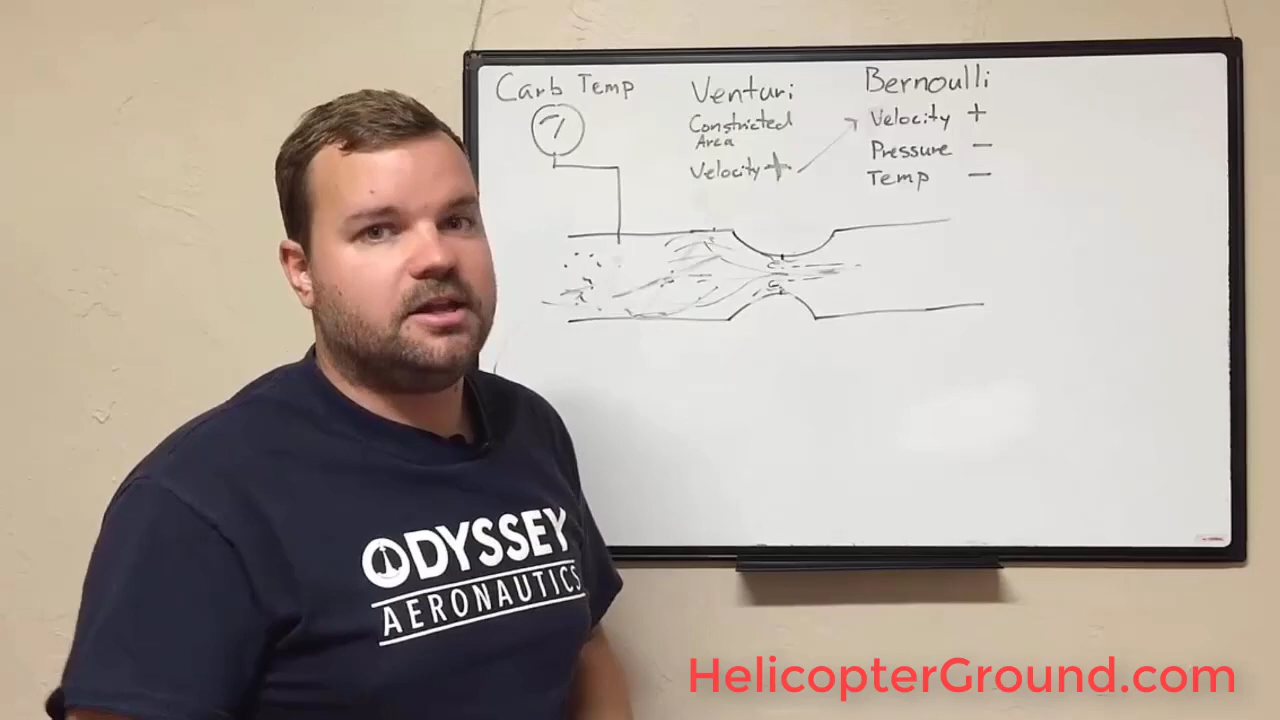 Carb Temp
Venturi
Constricted
Area
Velocity +
Bernoulli
Velocity +
Pressure -
Temp -
ODYSSEY
AERONAUTICS
HelicopterGround.com